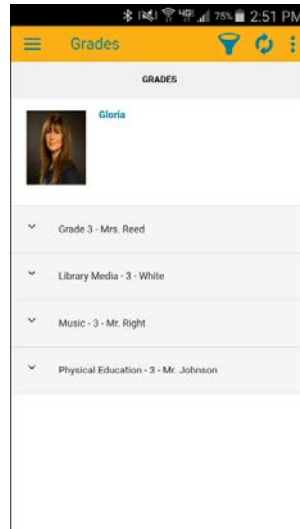 4G 75% 2:51 PM
Grades
GRADES
Gloria
Grade 3 - Mrs. Reed
Library Media - 3 - White
Music - 3 - Mr. Right
Physical Education - 3 - Mr. Johnson